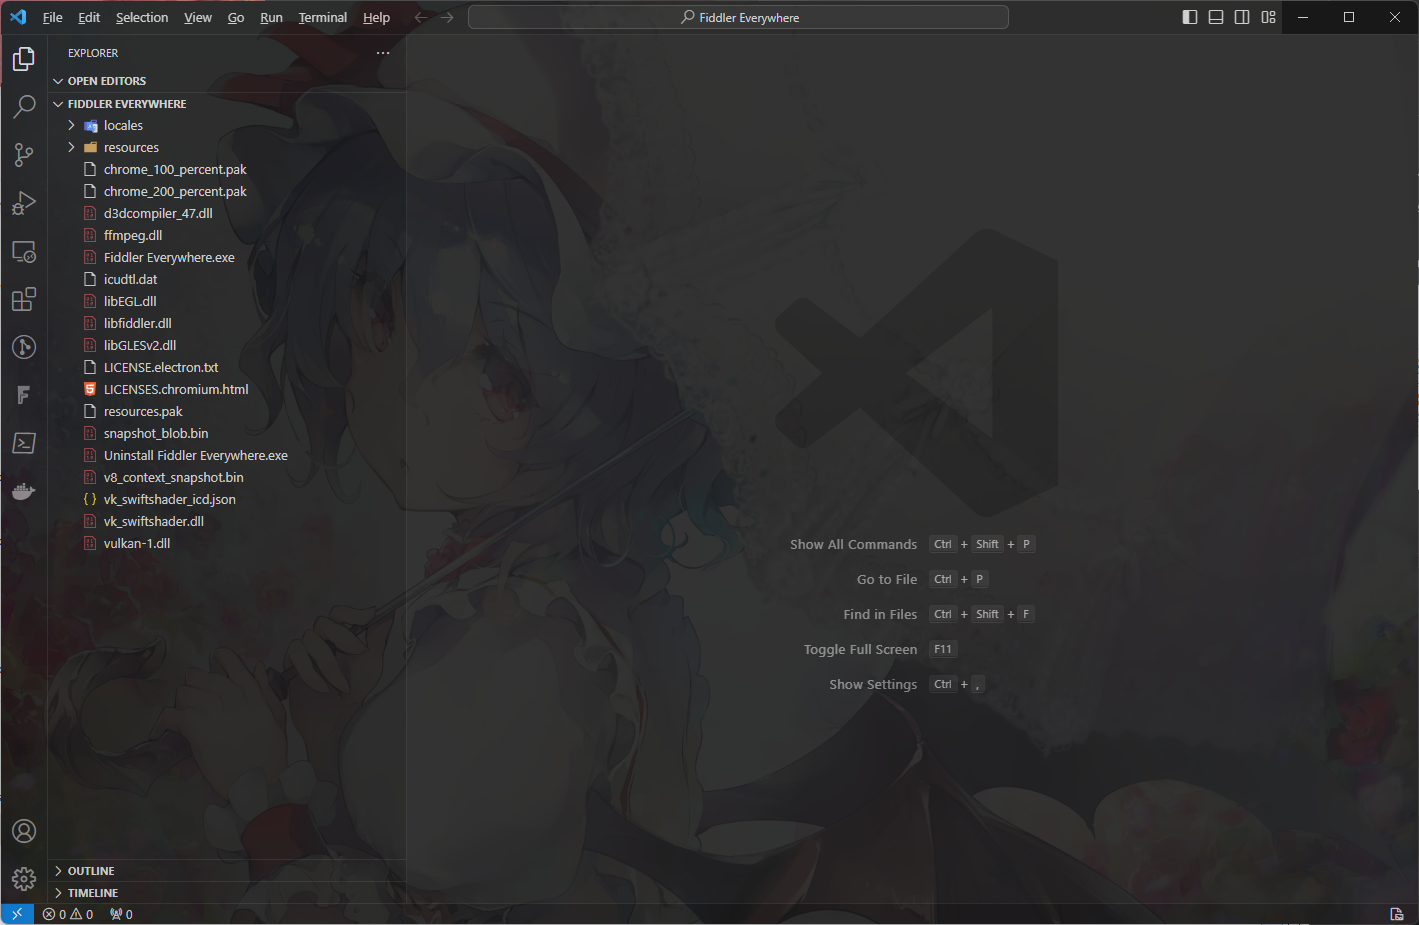 File Edit Selection View Go Run Terminal Help
Fiddler Everywhere
EXPLORER
OPEN EDITORS
FIDDLER EVERYWHERE
locales
resources
chrome_100_percent.pak
chrome_200_percent.pak
d3dcompiler_47.dll
ffmpeg.dll
Fiddler Everywhere.exe
icudtl.dat
libEGL.dll
libfiddler.dll
libGLESv2.dll
LICENSE.electron.txt
LICENSES.chromium.html
resources.pak
snapshot_blob.bin
Uninstall Fiddler Everywhere.exe
v8_context_snapshot.bin
vk_swiftshader_icd.json
vk_swiftshader.dll
vulkan-1.dll
Show All Commands Ctrl + Shift + P
Go to File Ctrl + P
Find in Files Ctrl + Shift + F
Toggle Full Screen F11
Show Settings Ctrl + ,
OUTLINE
TIMELINE
0 0 0